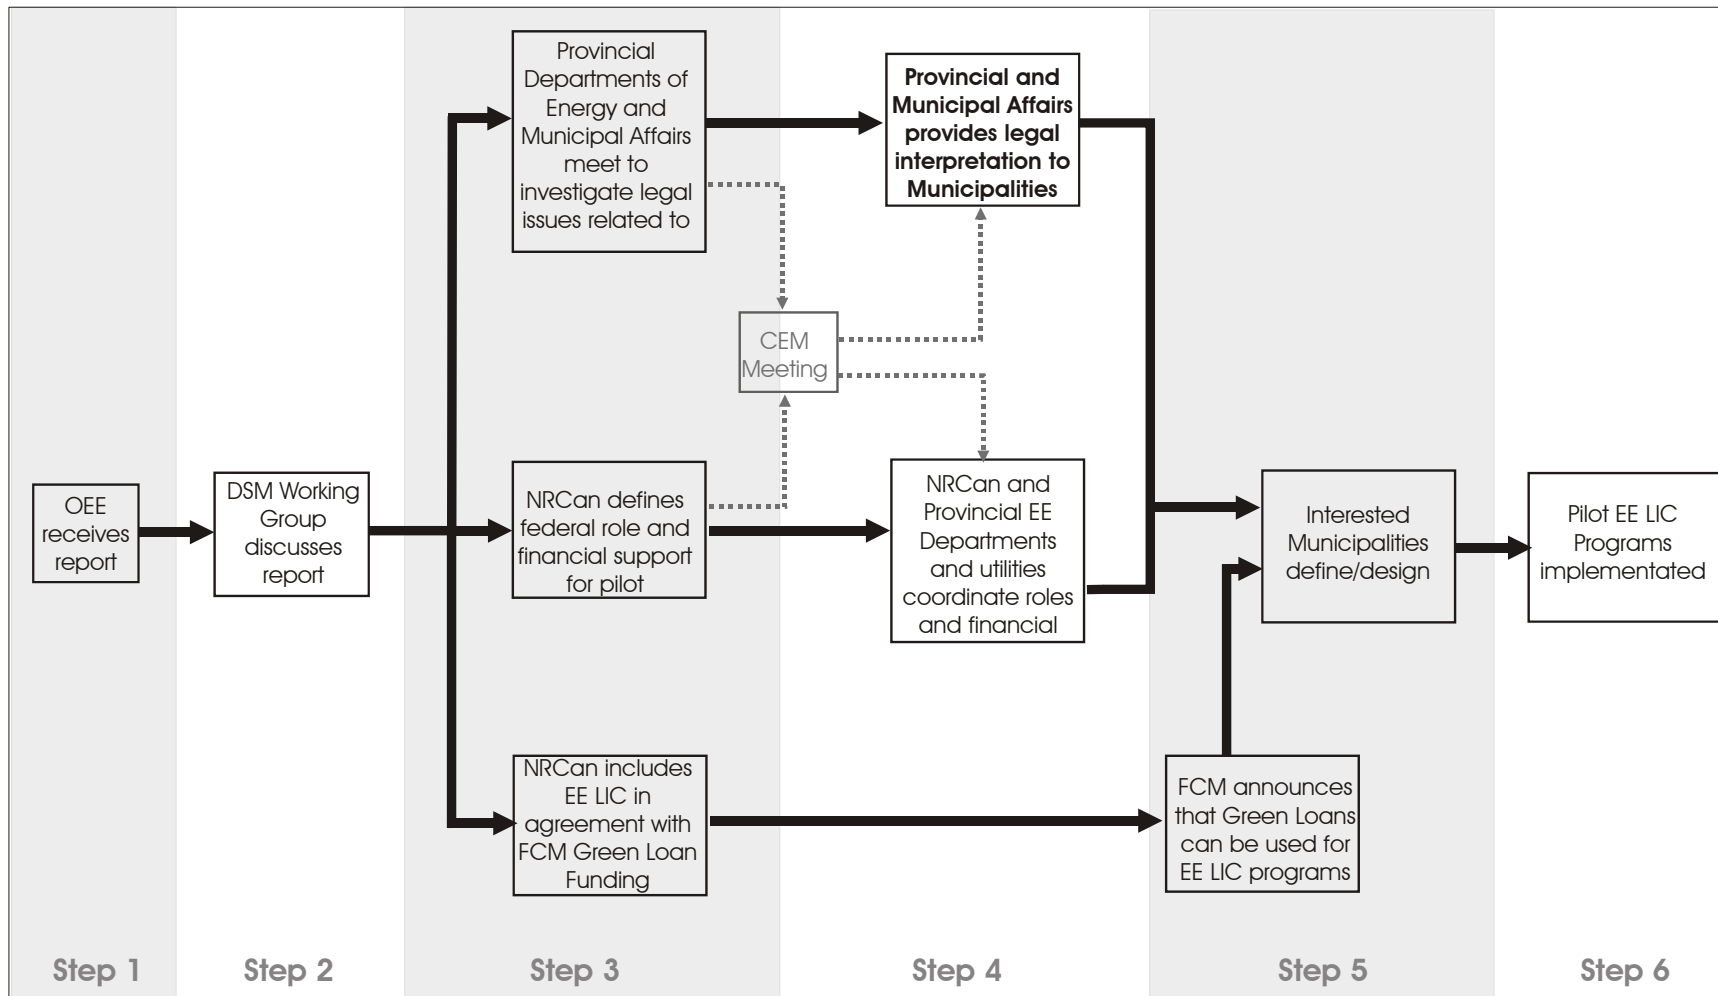 OEE
receives
report
DSM Working
Group
discusses
report
Provincial
Departments of
Energy and
Municipal Affairs
meet to
investigate legal
issues related to
NRCan defines
federal role and
financial support
for pilot
NRCan includes
EE LIC in
agreement with
FCM Green Loan
Funding
CEM
Meeting
Provincial and
Municipal Affairs
provides legal
interpretation to
Municipalities
NRCan and
Provincial EE
Departments
and utilities
coordinate roles
and financial
Interested
Municipalities
define/design
FCM announces
that Green Loans
can be used for
EE LIC programs
Pilot EE LIC
Programs
implementated
Step 1
Step 2
Step 3
Step 4
Step 5
Step 6